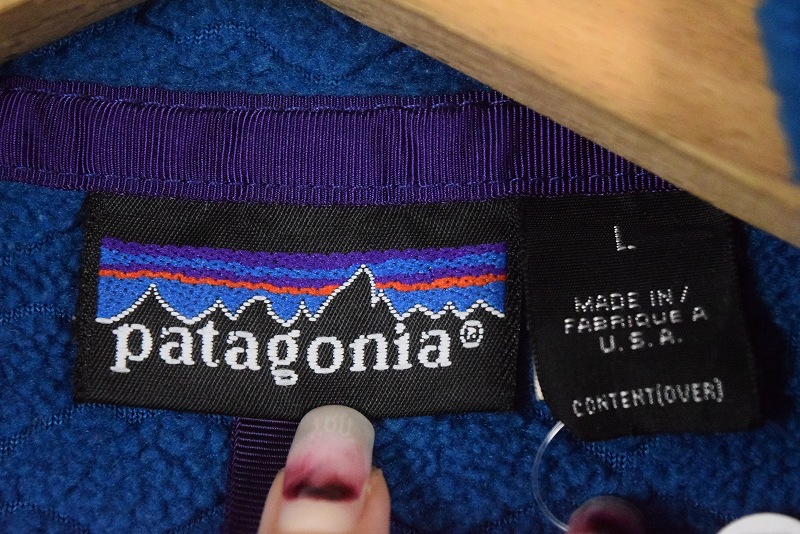 patagonia®
L
MADE IN/
FABRIQUE A
U.S.A.
CONTENT(OVER)